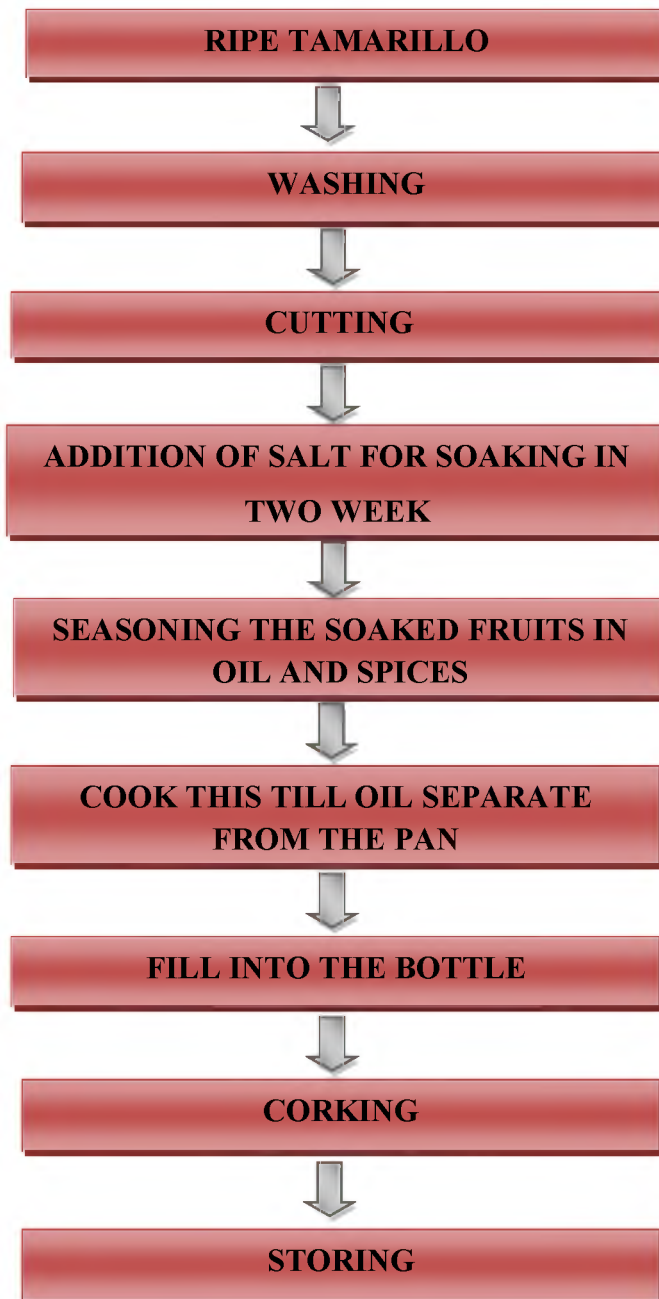 RIPE TAMARILLO
WASHING
CUTTING
ADDITION OF SALT FOR SOAKING IN
TWO WEEK
SEASONING THE SOAKED FRUITS IN
OIL AND SPICES
COOK THIS TILL OIL SEPARATE
FROM THE PAN
FILL INTO THE BOTTLE
CORKING
STORING